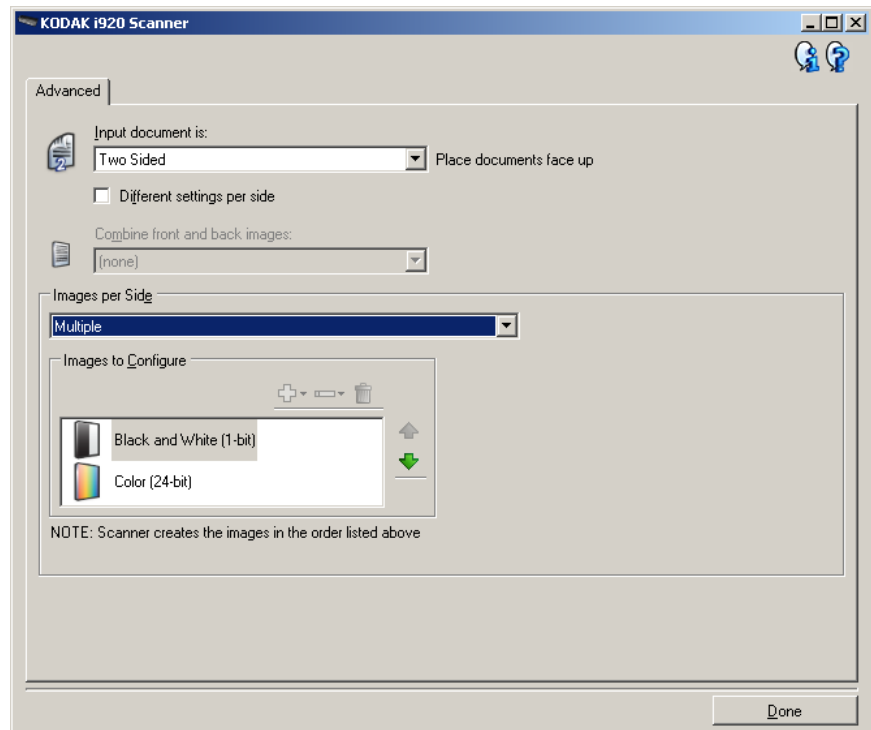 KODAK i920 Scanner
Advanced
Input document is:
Two Sided
Place documents face up
Different settings per side
Combine front and back images:
(none)
Images per Side
Multiple
Images to Configure
Black and White (1-bit)
Color (24-bit)
NOTE: Scanner creates the images in the order listed above
Done